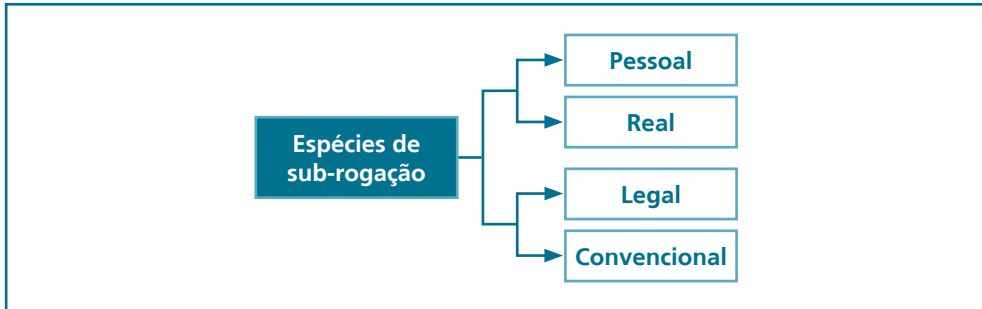 Espécies de
sub-rogação
Pessoal
Real
Legal
Convencional